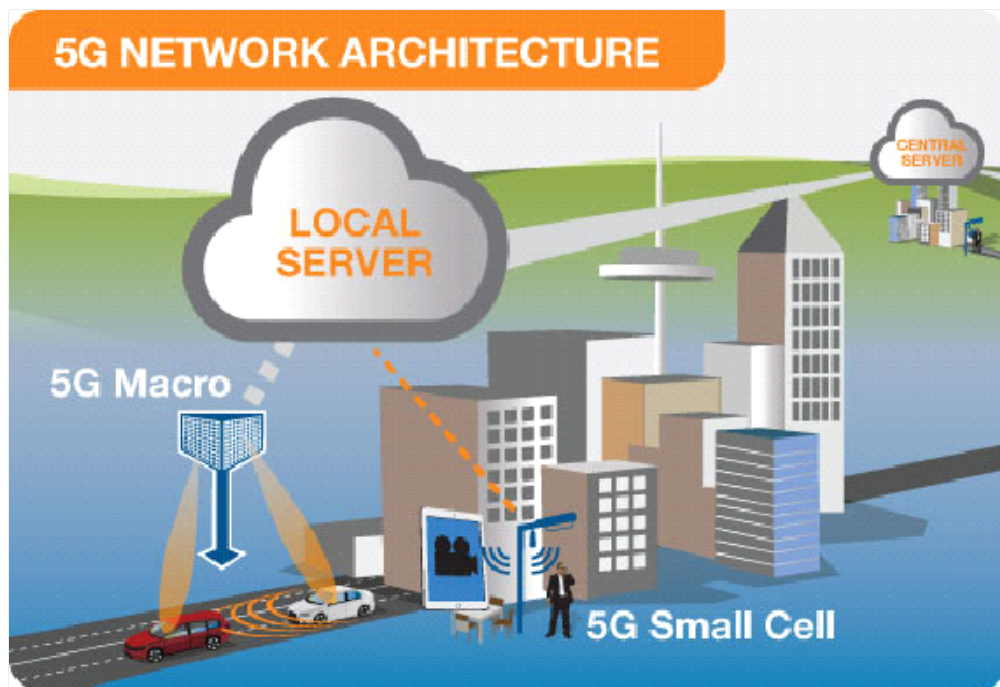 5G NETWORK ARCHITECTURE
CENTRAL
SERVER
LOCAL
SERVER
5G Macro
5G Small Cell